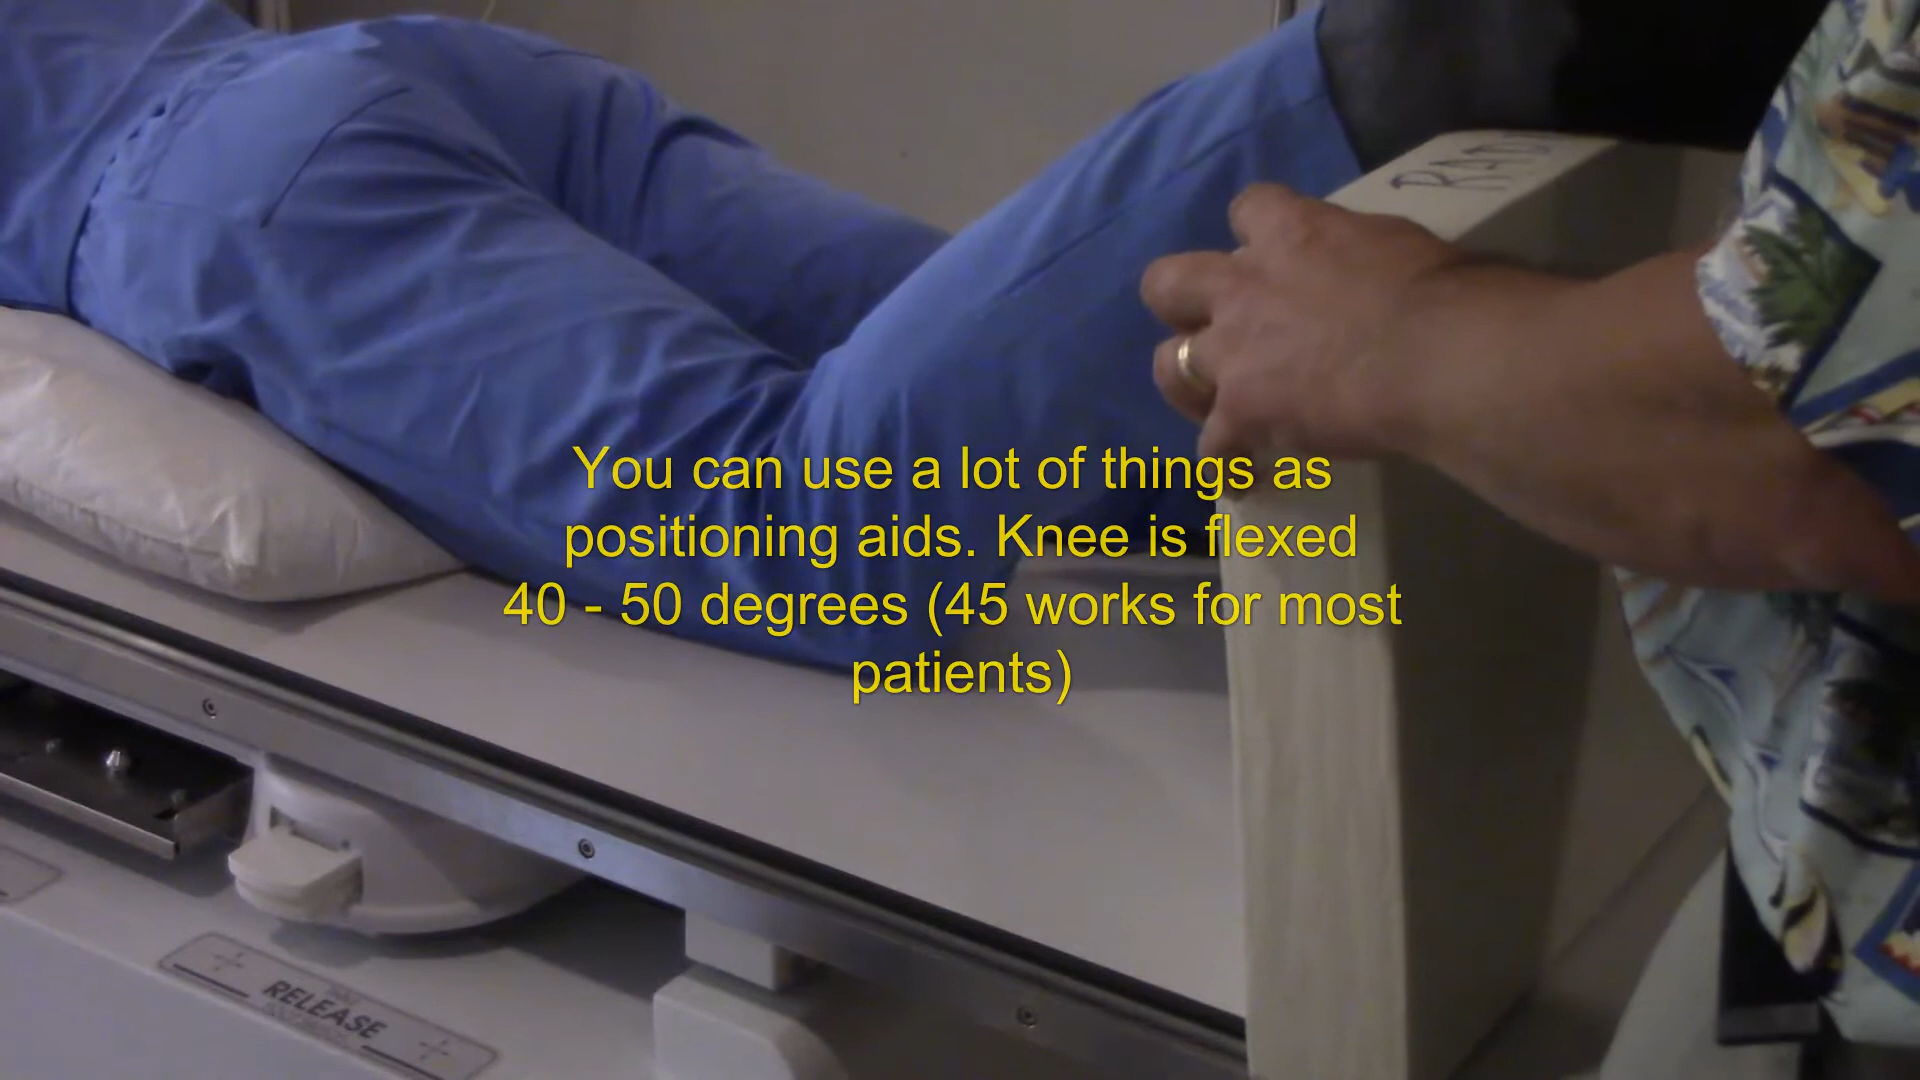 RAD
You can use a lot of things as
positioning aids. Knee is flexed
40 - 50 degrees (45 works for most
patients)
RELEASE